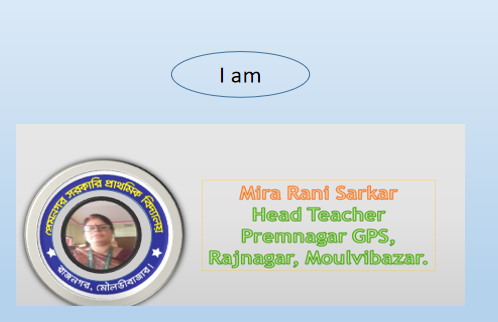 I am
প্রেমনগর সরকারি প্রাথমিক বিদ্যালয়
রাজনগর, মৌলভীবাজার।
Mira Rani Sarkar
Head Teacher
Premnagar GPS,
Rajnagar, Moulvibazar.